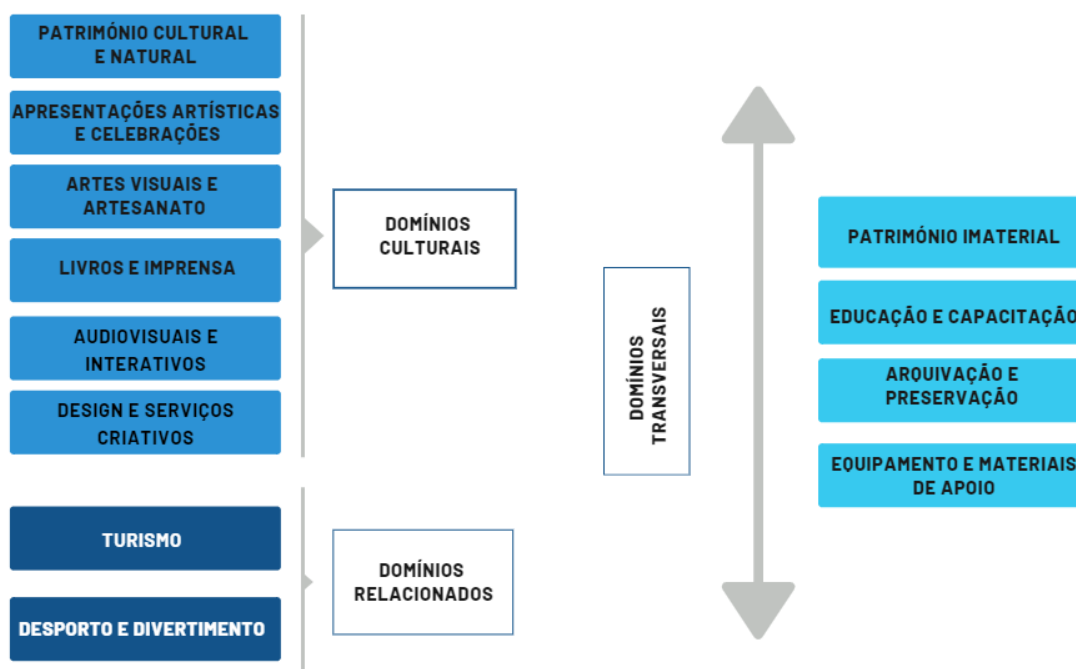 PATRIMÓNIO CULTURAL
E NATURAL
APRESENTAÇÕES ARTÍSTICAS
E CELEBRAÇÕES
ARTES VISUAIS E
ARTESANATO
LIVROS E IMPRENSA
AUDIOVISUAIS E
INTERATIVOS
DESIGN E SERVIÇOS
CRIATIVOS
DOMÍNIOS
CULTURAIS
TURISMO
DESPORTO E DIVERTIMENTO
DOMÍNIOS
RELACIONADOS
DOMÍNIOS
TRANSVERSAIS
PATRIMÓNIO IMATERIAL
EDUCAÇÃO E CAPACITAÇÃO
ARQUIVAÇÃO E
PRESERVAÇÃO
EQUIPAMENTO E MATERIAIS
DE APOIO